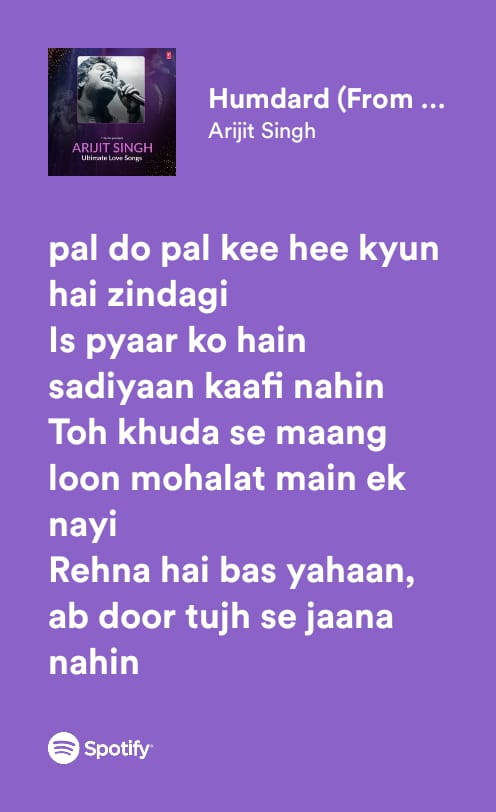 Humdard (From ...
Arijit Singh
ARIJIT SINGH
Ultimate Love Songs
pal do pal kee hee kyun
hai zindagi
Is pyaar ko hain
sadiyaan kaafi nahin
Toh khuda se maang
loon mohalat main ek
nayi
Rehna hai bas yahaan,
ab door tujh se jaana
nahin
Spotify